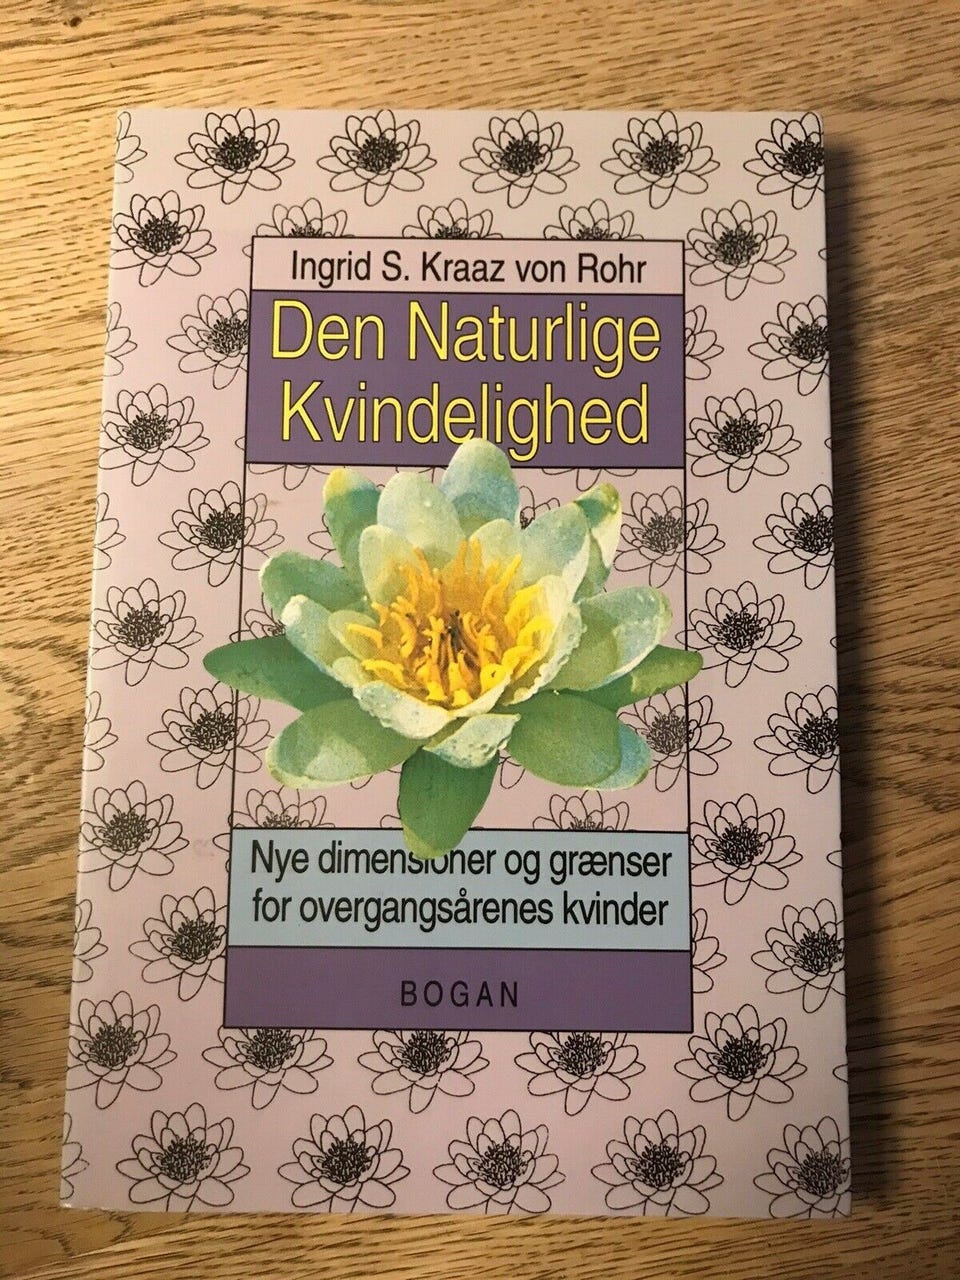 Ingrid S. Kraaz von Rohr
Den Naturlige
Kvindelighed
Nye dimensioner og grænser
for overgangsårenes kvinder
BOGAN